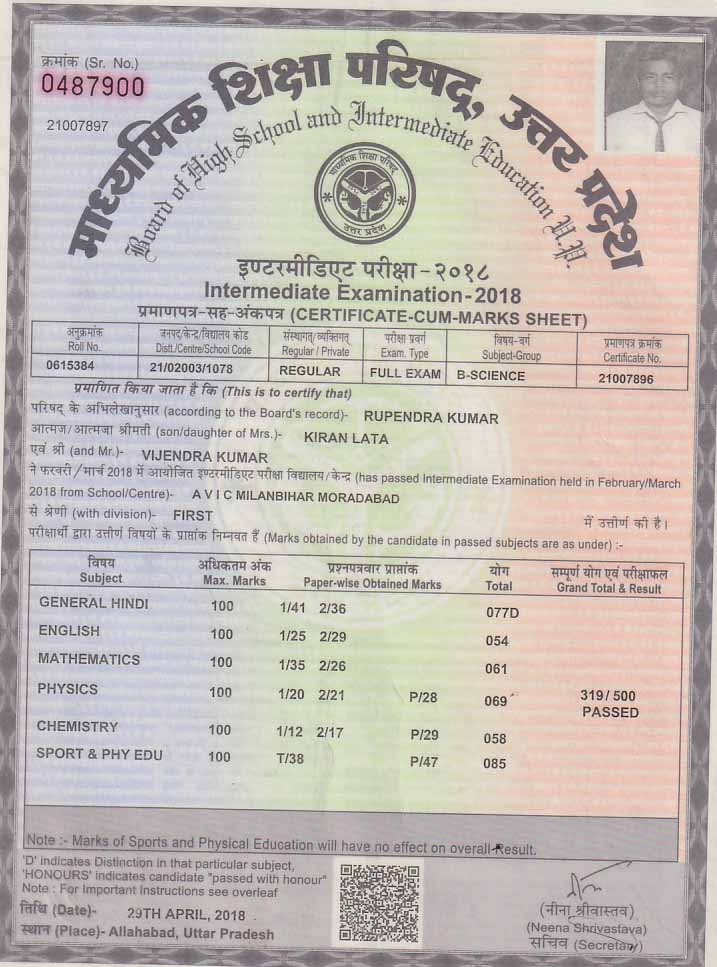 क्रमांक (Sr. No.)
0487900
21007897
माध्यमिक शिक्षा परिषद्, उत्तर प्रदेश
Board of High School and Intermediate Education U.P.
माध्यमिक शिक्षा परिषद
उत्तर प्रदेश
इण्टरमीडिएट परीक्षा - २०१८
Intermediate Examination - 2018
प्रमाणपत्र-सह-अंकपत्र (CERTIFICATE-CUM-MARKS SHEET)
अनुक्रमांक जनपद/केन्द्र/विद्यालय कोड संस्थागत/व्यक्तिगत परीक्षा प्रवर्ग विषय-वर्ग प्रमाणपत्र क्रमांक
Roll No. Distt./Centre/School Code Regular / Private Exam. Type Subject-Group Certificate No.
0615384 21/02003/1078 REGULAR FULL EXAM B-SCIENCE 21007896
प्रमाणित किया जाता है कि (This is to certify that)
परिषद के अभिलेखानुसार (according to the Board's record)- RUPENDRA KUMAR
आत्मज/आत्मजा श्रीमती (son/daughter of Mrs.)- KIRAN LATA
एवं श्री (and Mr.)- VIJENDRA KUMAR
ने फरवरी/मार्च 2018 में आयोजित इण्टरमीडिएट परीक्षा विद्यालय/केन्द्र (has passed Intermediate Examination held in February/March
2018 from School/Centre)- A V I C MILANBIHAR MORADABAD
से श्रेणी (with division)- FIRST में उत्तीर्ण की है।
परीक्षार्थी द्वारा उत्तीर्ण विषयों के प्राप्तांक निम्नवत हैं (Marks obtained by the candidate in passed subjects are as under) :-
विषय अधिकतम अंक प्रश्नपत्रवार प्राप्तांक योग सम्पूर्ण योग एवं परीक्षाफल
Subject Max. Marks Paper-wise Obtained Marks Total Grand Total & Result
GENERAL HINDI 100 1/41 2/36 077D
ENGLISH 100 1/25 2/29 054
MATHEMATICS 100 1/35 2/26 061
PHYSICS 100 1/20 2/21 P/28 069 319/500
PASSED
CHEMISTRY 100 1/12 2/17 P/29 058
SPORT & PHY EDU 100 T/38 P/47 085
Note :- Marks of Sports and Physical Education will have no effect on overall Result.
'D' indicates Distinction in that particular subject,
'HONOURS' indicates candidate "passed with honour"
Note : For Important Instructions see overleaf
तिथि (Date)- 29TH APRIL, 2018
स्थान (Place)- Allahabad, Uttar Pradesh
(नीना श्रीवास्तव)
(Neena Shrivastava)
सचिव (Secretary)